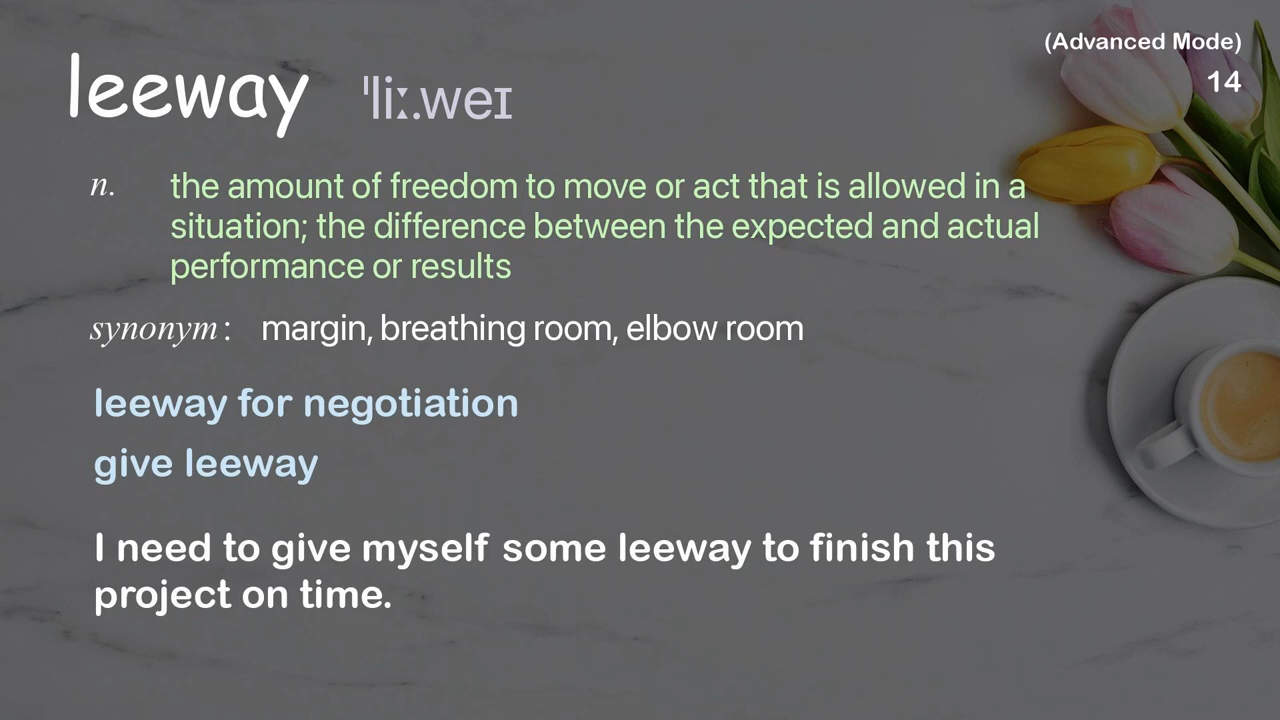 (Advanced Mode)
14
leeway ˈliː.weɪ
n. the amount of freedom to move or act that is allowed in a
situation; the difference between the expected and actual
performance or results
synonym: margin, breathing room, elbow room
leeway for negotiation
give leeway
I need to give myself some leeway to finish this
project on time.